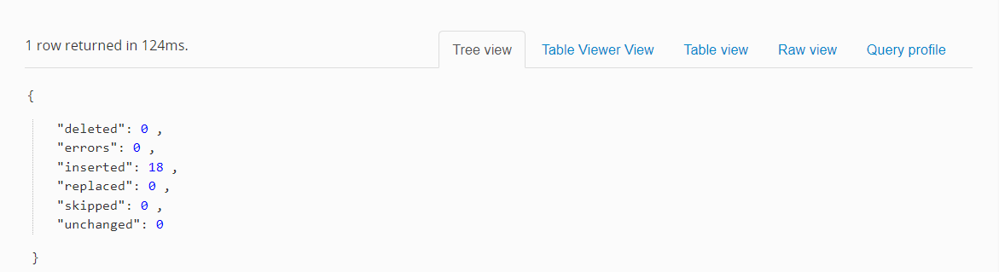 1 row returned in 124ms.
Tree view Table Viewer View Table view Raw view Query profile
{
"deleted": 0 ,
"errors": 0 ,
"inserted": 18 ,
"replaced": 0 ,
"skipped": 0 ,
"unchanged": 0
}